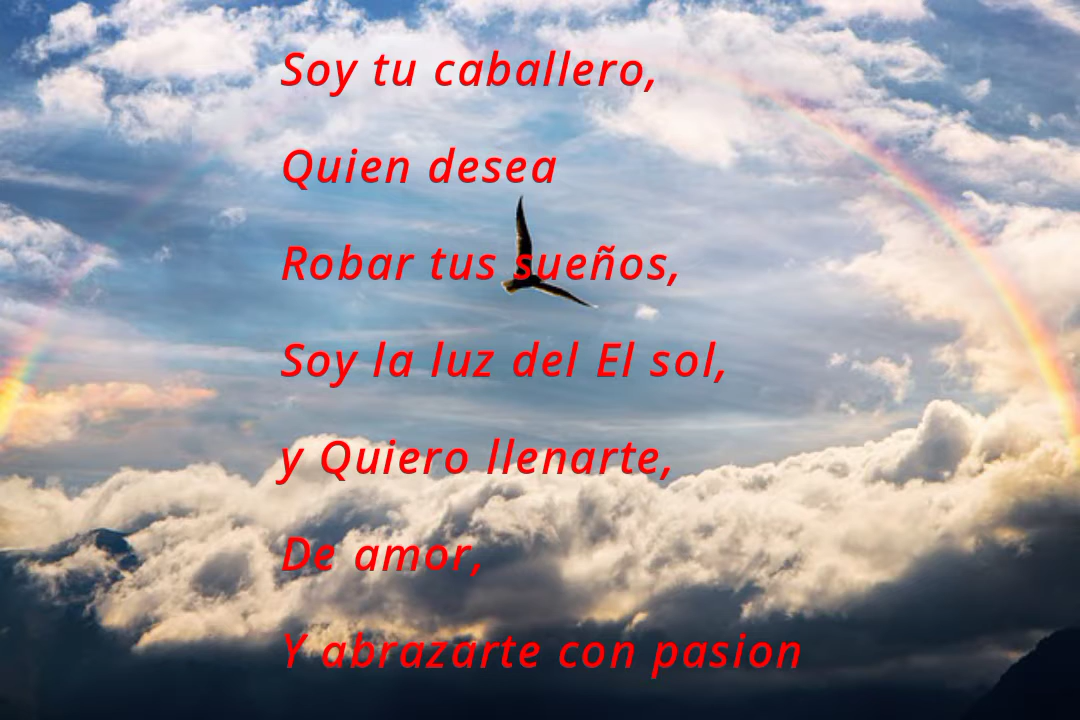 Soy tu caballero,
Quien desea
Robar tus sueños,
Soy la luz del El sol,
y Quiero llenarte,
De amor,
Y abrazarte con pasion